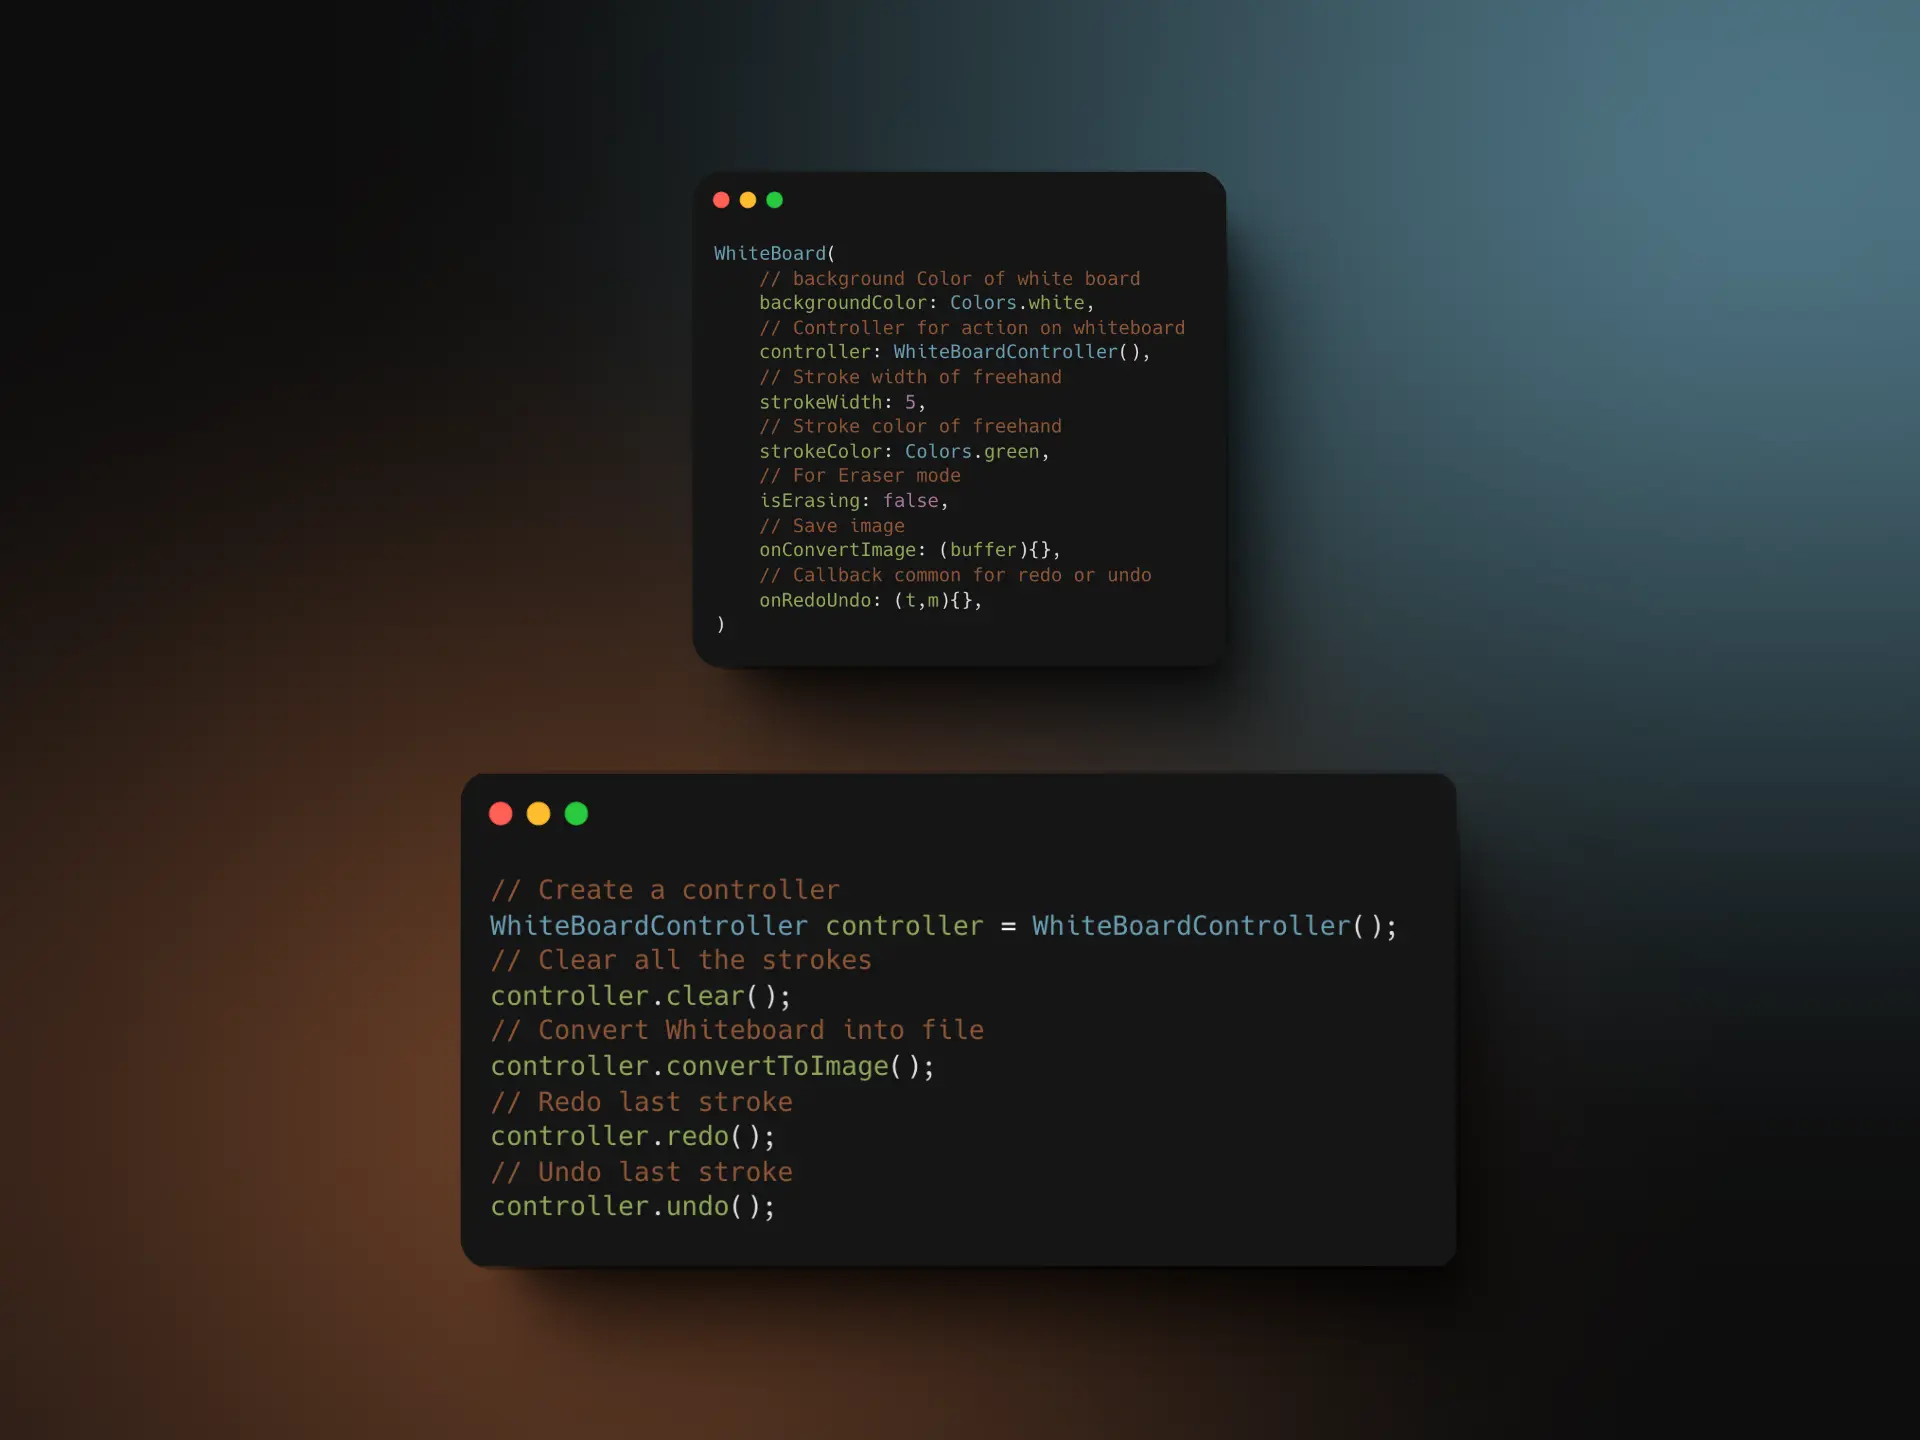 WhiteBoard(
    // background Color of white board
    backgroundColor: Colors.white,
    // Controller for action on whiteboard
    controller: WhiteBoardController(),
    // Stroke width of freehand
    strokeWidth: 5,
    // Stroke color of freehand
    strokeColor: Colors.green,
    // For Eraser mode
    isErasing: false,
    // Save image
    onConvertImage: (buffer){},
    // Callback common for redo or undo
    onRedoUndo: (t,m){},
)
// Create a controller
WhiteBoardController controller = WhiteBoardController();
// Clear all the strokes
controller.clear();
// Convert Whiteboard into file
controller.convertToImage();
// Redo last stroke
controller.redo();
// Undo last stroke
controller.undo();